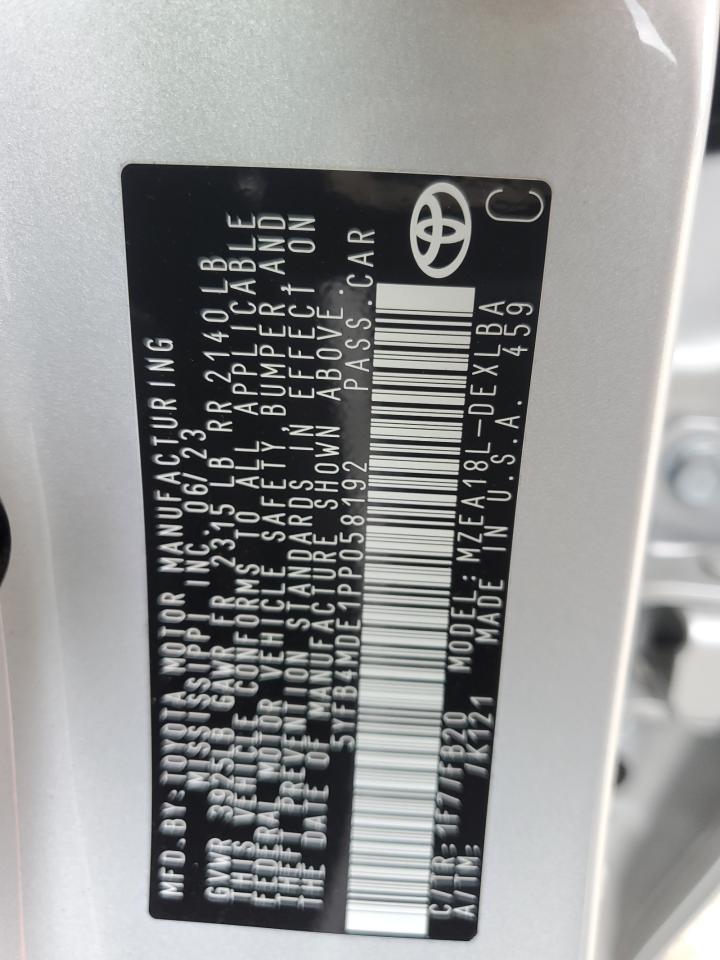 MFD.BY:TOYOTA MOTOR MANUFACTURING
MISSISSIPPI INC. 06/23
GVWR 3925LB GAWR FR 2315 LB RR 2140LB
THIS VEHICLE CONFORMS TO ALL APPLICABLE
FEDERAL MOTOR VEHICLE SAFETY,BUMPER,AND
THEFT PREVENTION STANDARDS IN EFFECT ON
THE DATE OF MANUFACTURE SHOWN ABOVE.
5YFB4MDE1PP058192 PASS.CAR
C/TR:1F7/FB20 MODEL:MZEA18L-DEXLBA
A/TM: /K121 MADE IN U.S.A. 459
C